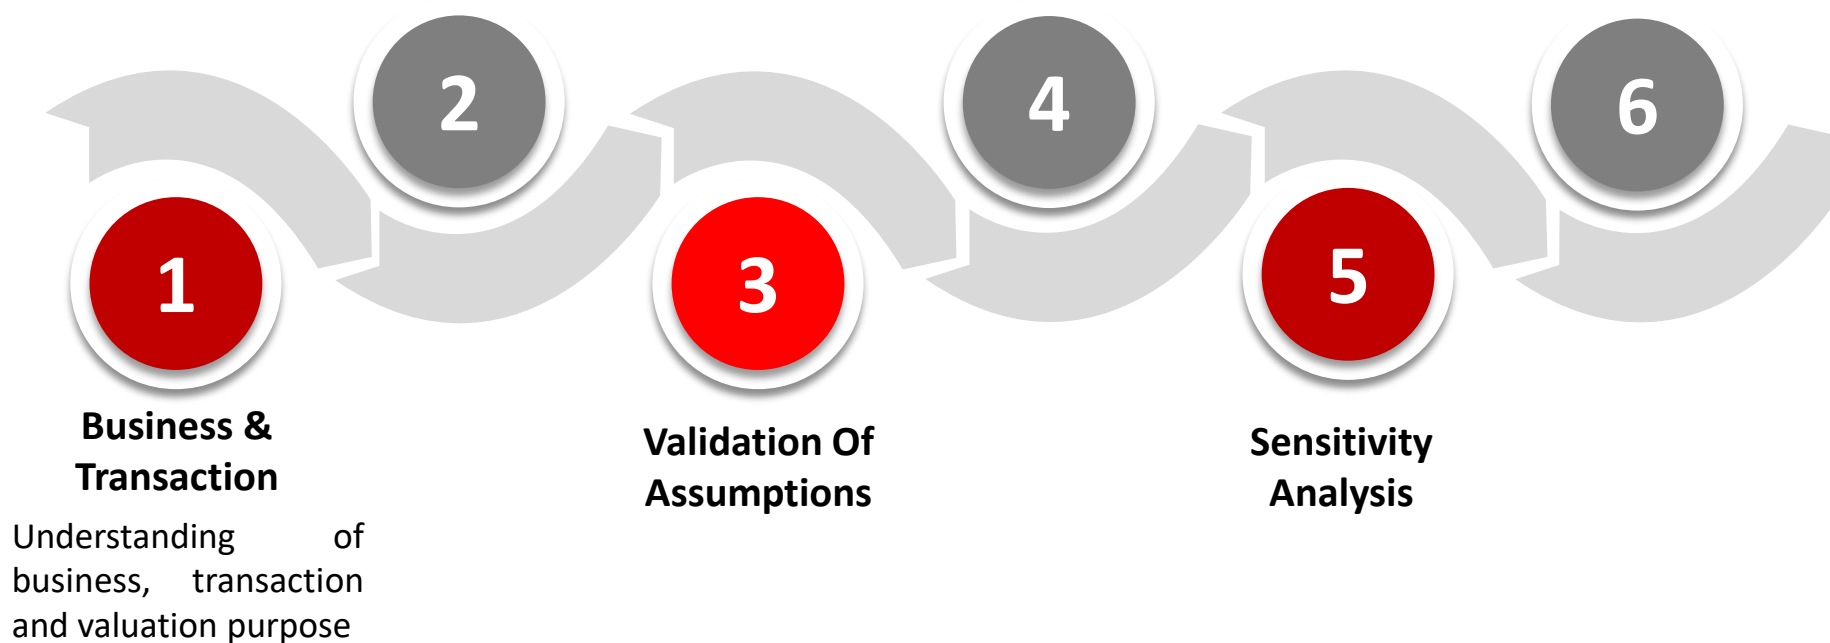 2
4
6
1
3
5
Business &
Transaction
Understanding of
business, transaction
and valuation purpose
Validation Of
Assumptions
Sensitivity
Analysis